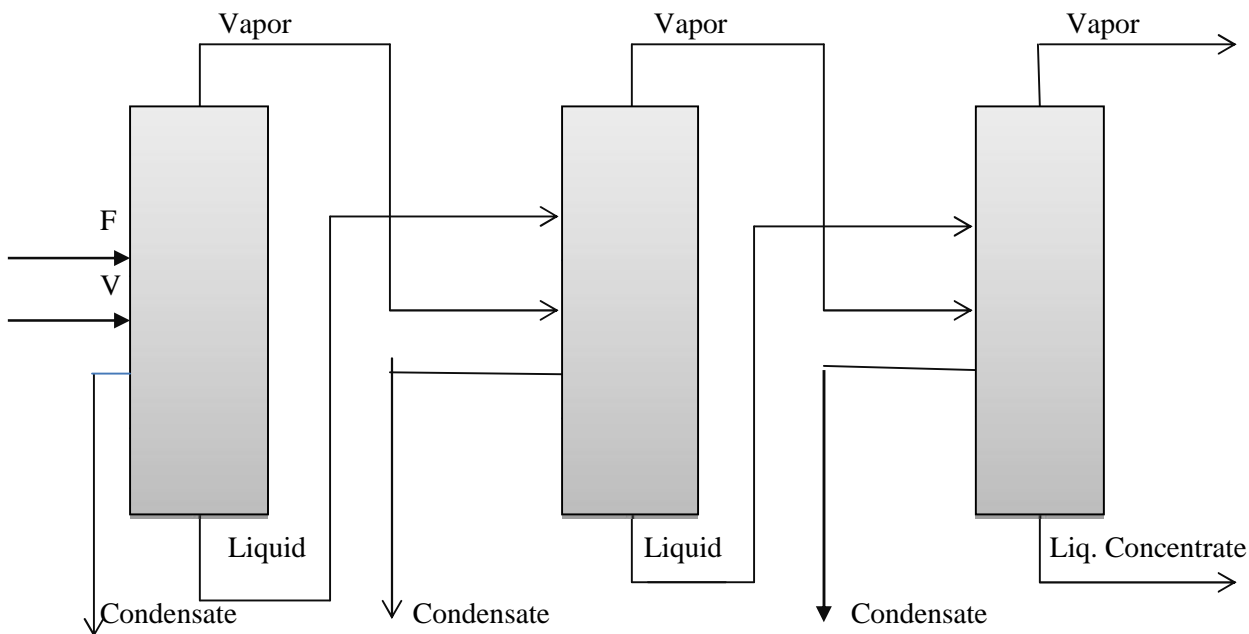 Vapor
Vapor
Vapor
F
V
Liquid
Liquid
Liq. Concentrate
Condensate
Condensate
Condensate